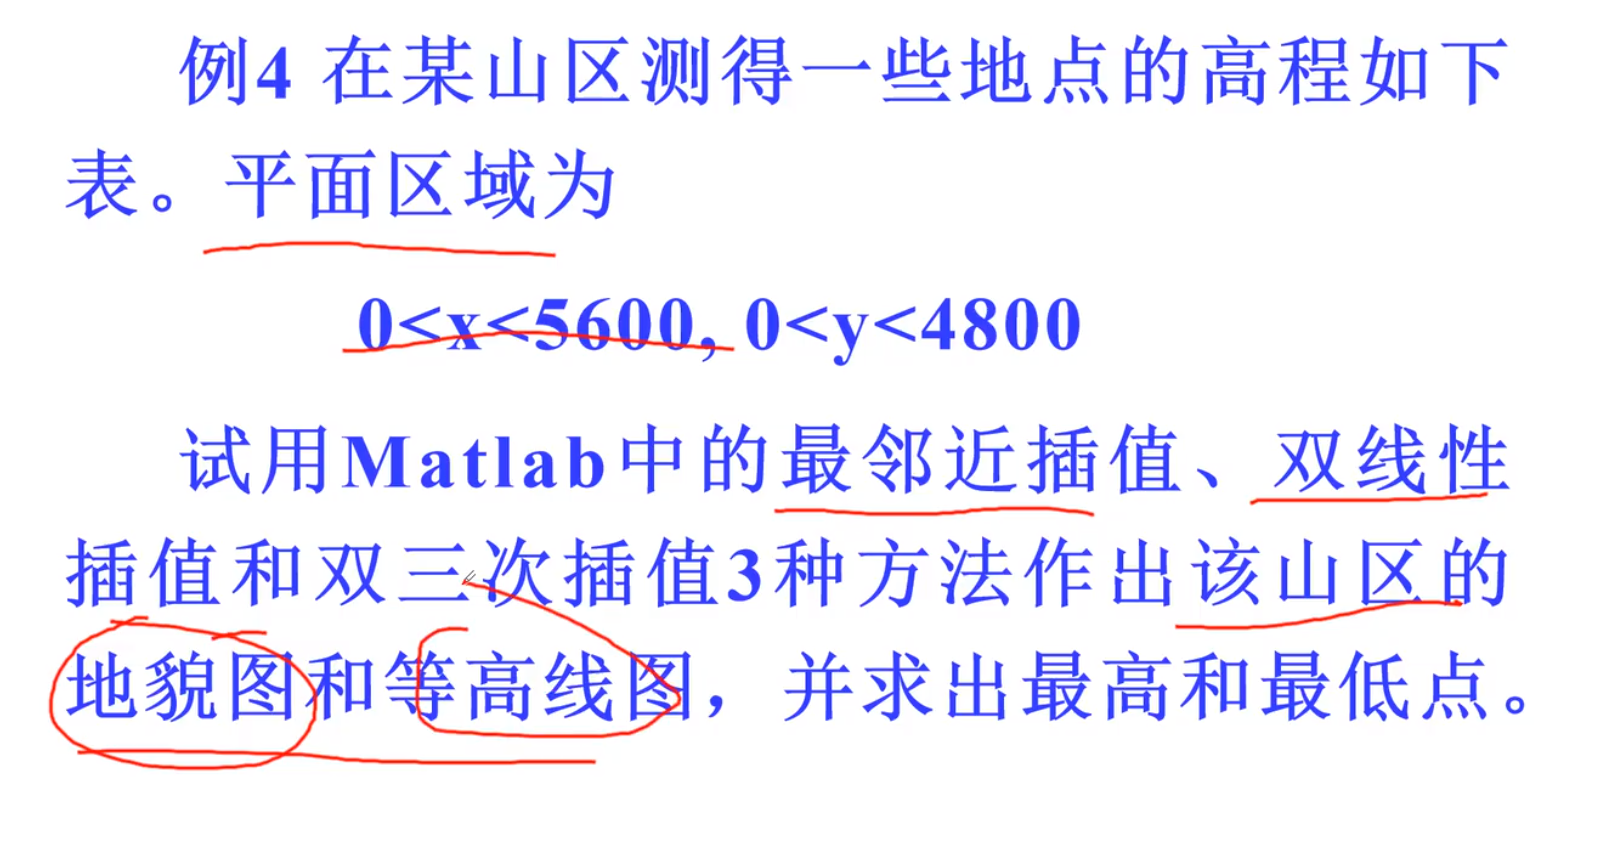 例4 在某山区测得一些地点的高程如下
表。平面区域为
0<x<5600, 0<y<4800
试用Matlab中的最邻近插值、双线性
插值和双三次插值3种方法作出该山区的
地貌图和等高线图，并求出最高和最低点。